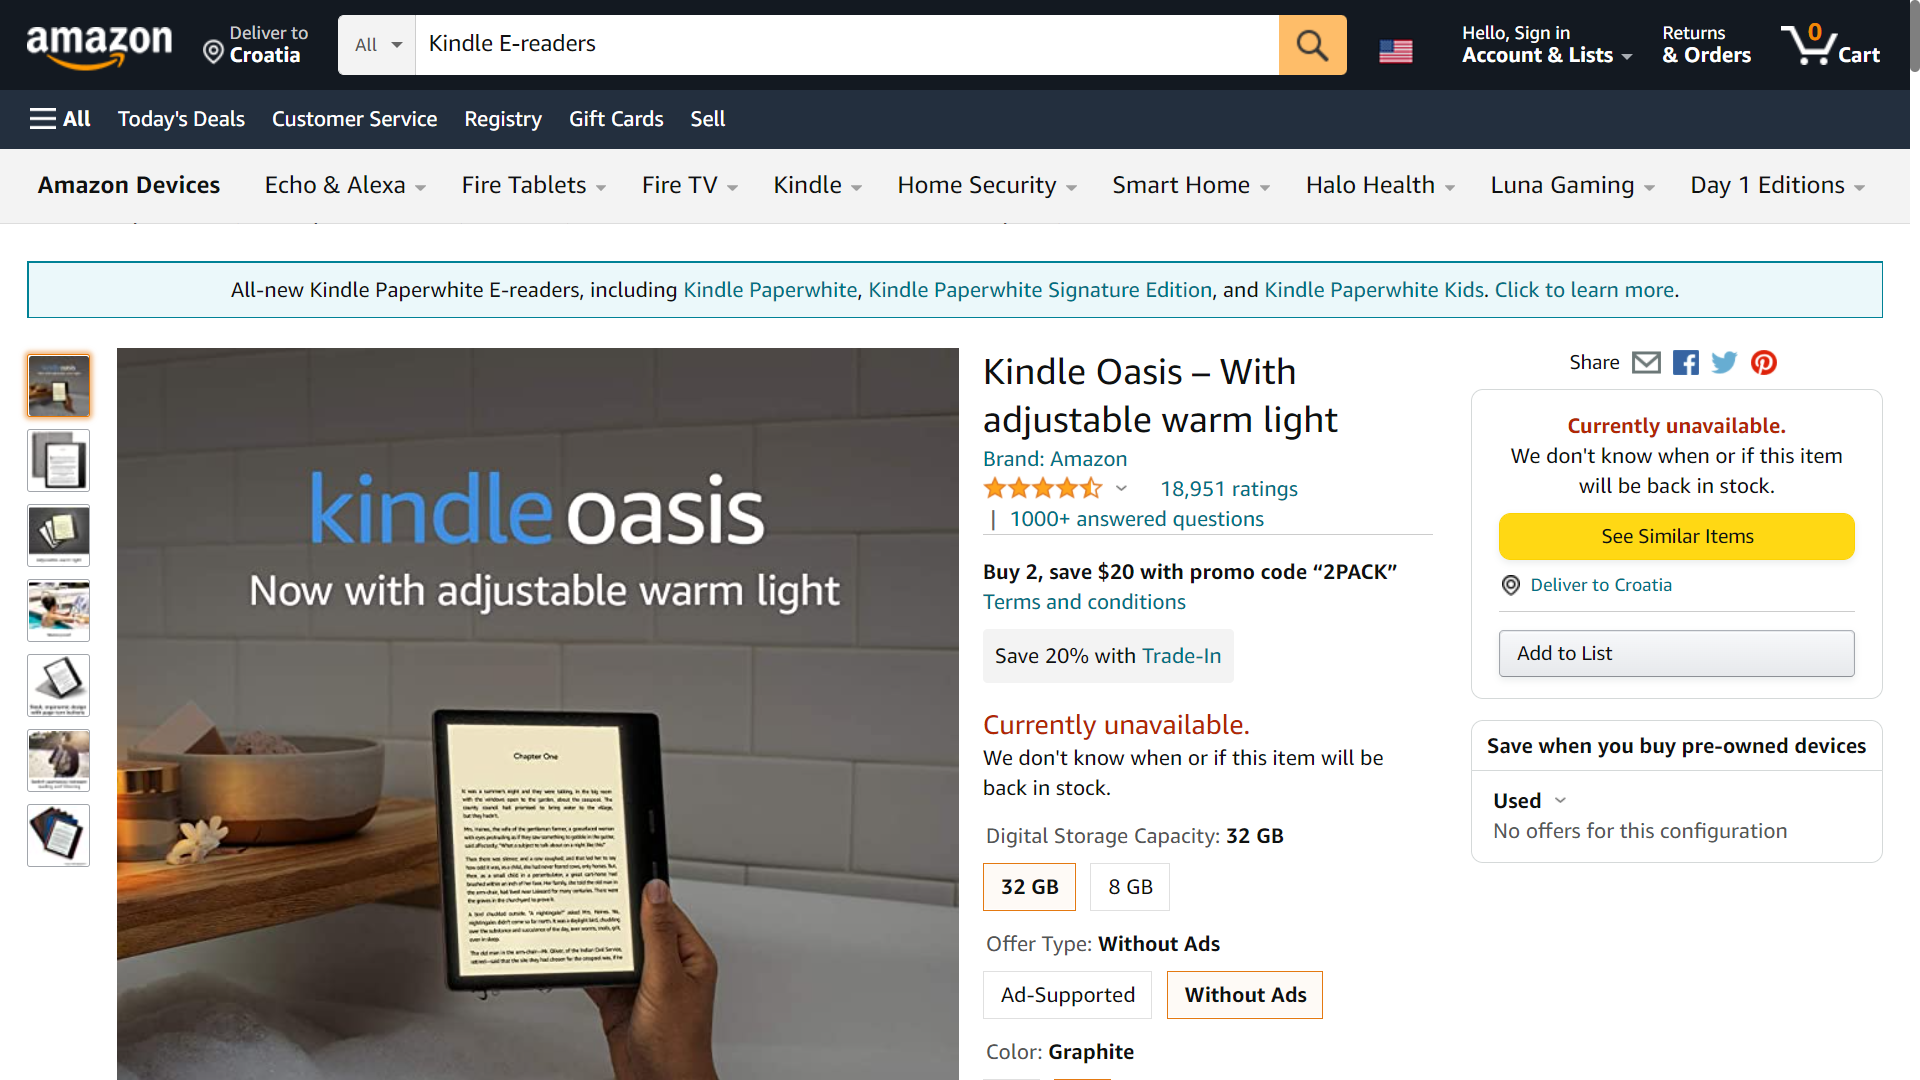 amazon
Deliver to
Croatia
All
Kindle E-readers
Hello, Sign in
Account & Lists
Returns
& Orders
0
Cart
All
Today's Deals
Customer Service
Registry
Gift Cards
Sell
Amazon Devices
Echo & Alexa
Fire Tablets
Fire TV
Kindle
Home Security
Smart Home
Halo Health
Luna Gaming
Day 1 Editions
All-new Kindle Paperwhite E-readers, including Kindle Paperwhite, Kindle Paperwhite Signature Edition, and Kindle Paperwhite Kids. Click to learn more.
kindle oasis
Now with adjustable warm light
Chapter One
Kindle Oasis – With
adjustable warm light
Brand: Amazon
18,951 ratings
| 1000+ answered questions
Buy 2, save $20 with promo code “2PACK”
Terms and conditions
Save 20% with Trade-In
Currently unavailable.
We don't know when or if this item will be
back in stock.
Digital Storage Capacity: 32 GB
32 GB
8 GB
Offer Type: Without Ads
Ad-Supported
Without Ads
Color: Graphite
Share
Currently unavailable.
We don't know when or if this item
will be back in stock.
See Similar Items
Deliver to Croatia
Add to List
Save when you buy pre-owned devices
Used
No offers for this configuration